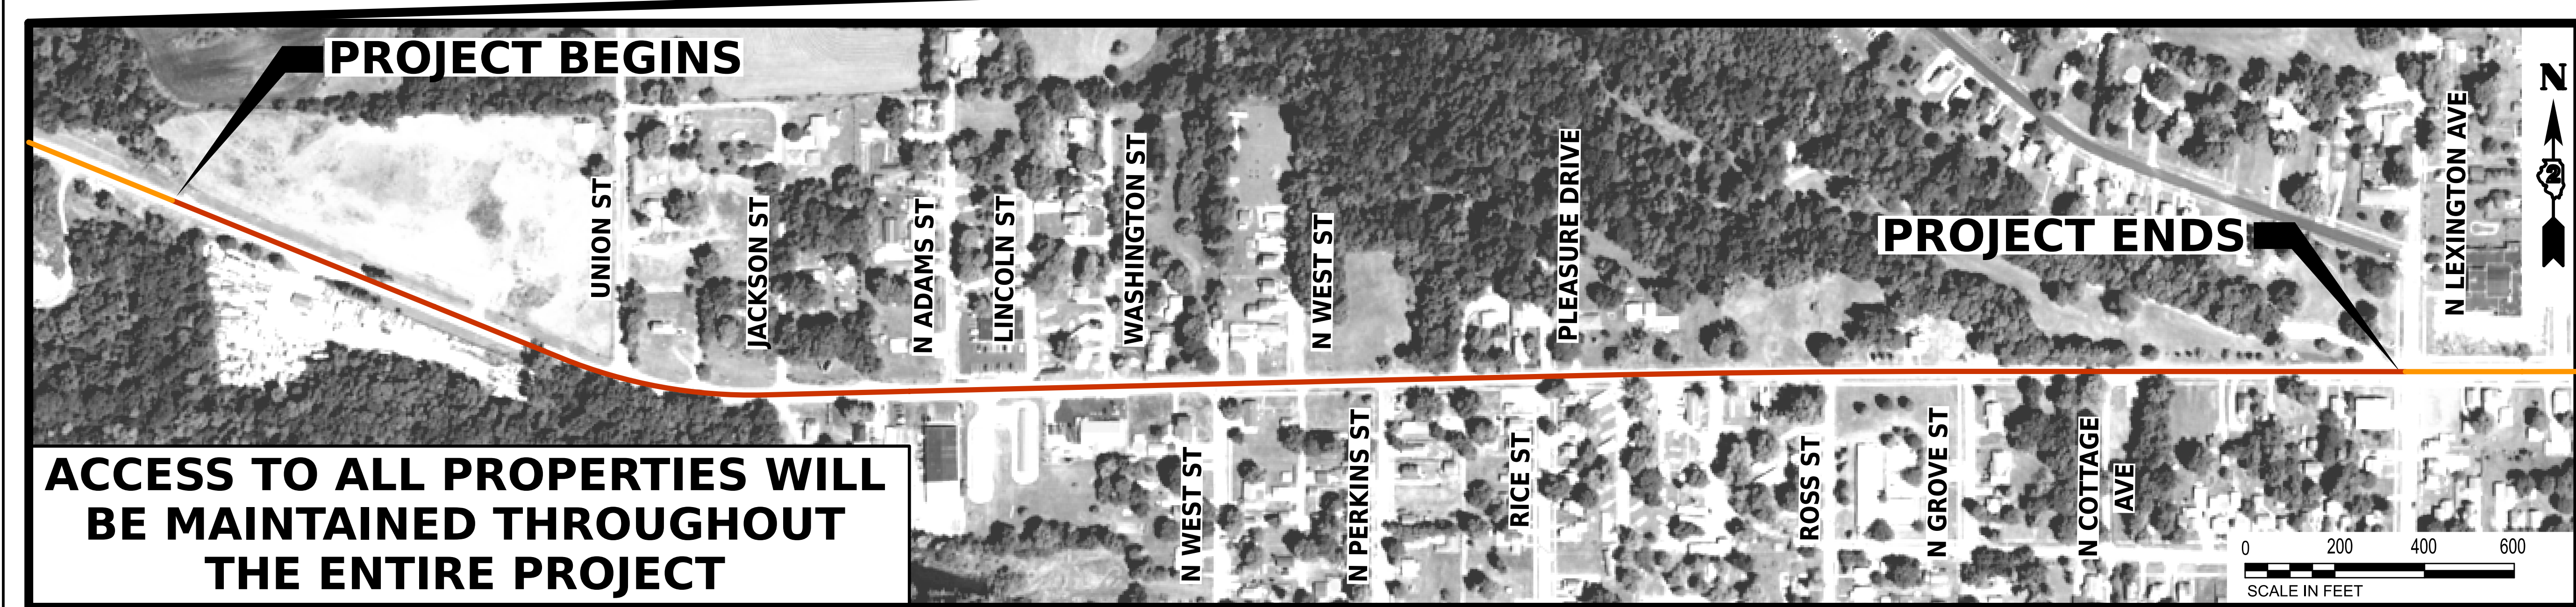 PROJECT BEGINS
UNION ST
JACKSON ST
N ADAMS ST
LINCOLN ST
WASHINGTON ST
N WEST ST
PLEASURE DRIVE
PROJECT ENDS
N LEXINGTON AVE
N
2
ACCESS TO ALL PROPERTIES WILL
BE MAINTAINED THROUGHOUT
THE ENTIRE PROJECT
N WEST ST
N PERKINS ST
RICE ST
ROSS ST
N GROVE ST
N COTTAGE
AVE
0 200 400 600
SCALE IN FEET